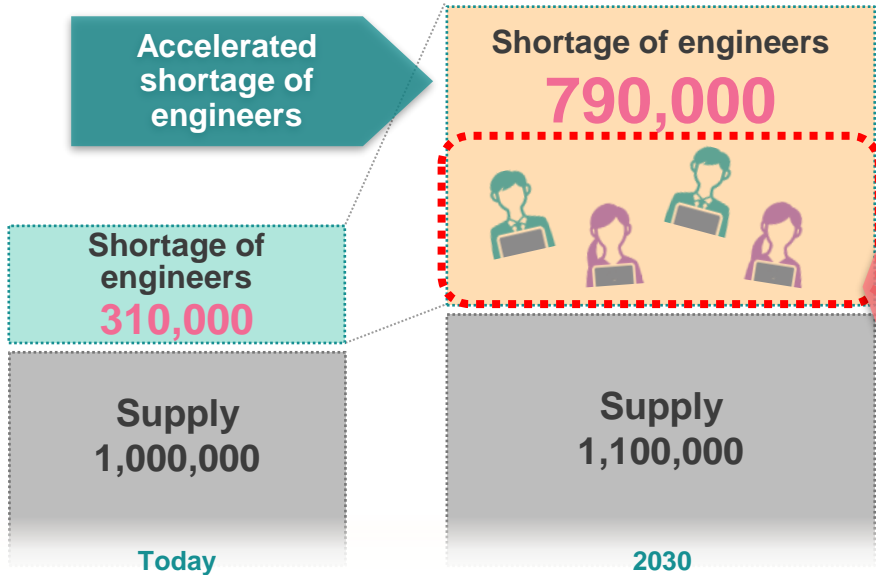 Accelerated
shortage of
engineers
Shortage of engineers
790,000
Shortage of
engineers
310,000
Supply
1,000,000
Supply
1,100,000
Today
2030